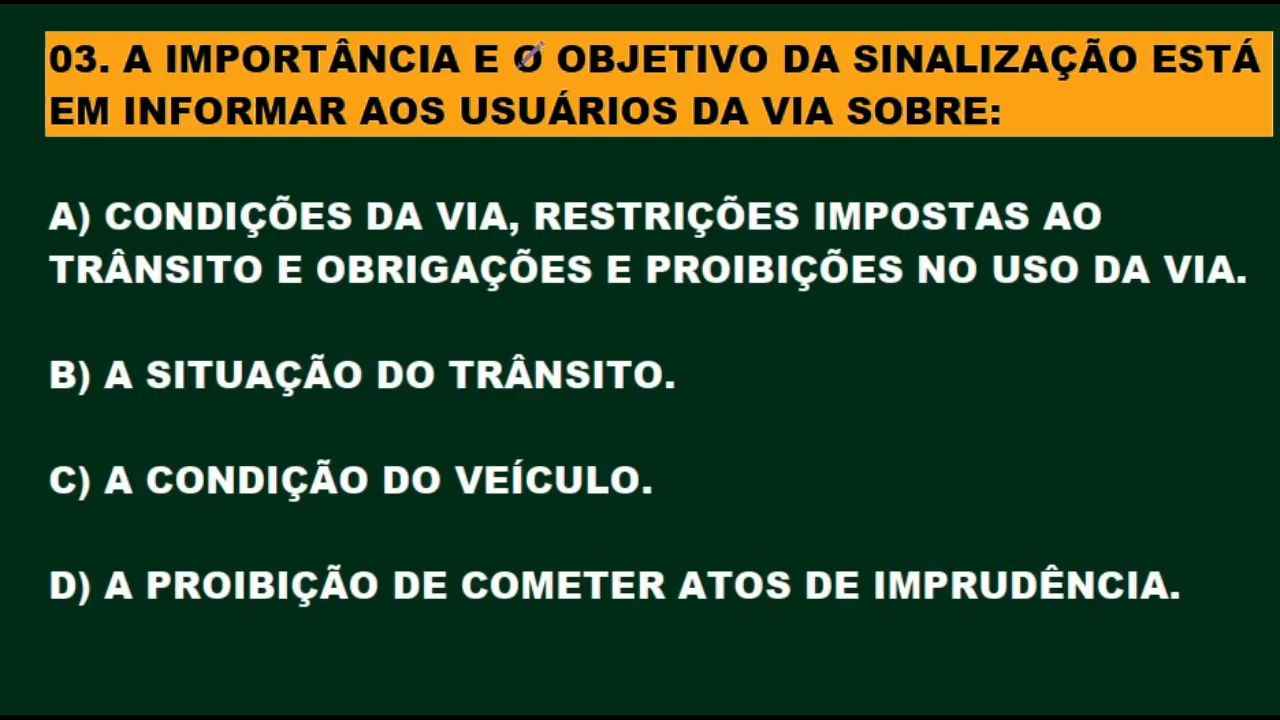 03. A IMPORTÂNCIA E O OBJETIVO DA SINALIZAÇÃO ESTÁ
EM INFORMAR AOS USUÁRIOS DA VIA SOBRE:
A) CONDIÇÕES DA VIA, RESTRIÇÕES IMPOSTAS AO
TRÂNSITO E OBRIGAÇÕES E PROIBIÇÕES NO USO DA VIA.
B) A SITUAÇÃO DO TRÂNSITO.
C) A CONDIÇÃO DO VEÍCULO.
D) A PROIBIÇÃO DE COMETER ATOS DE IMPRUDÊNCIA.